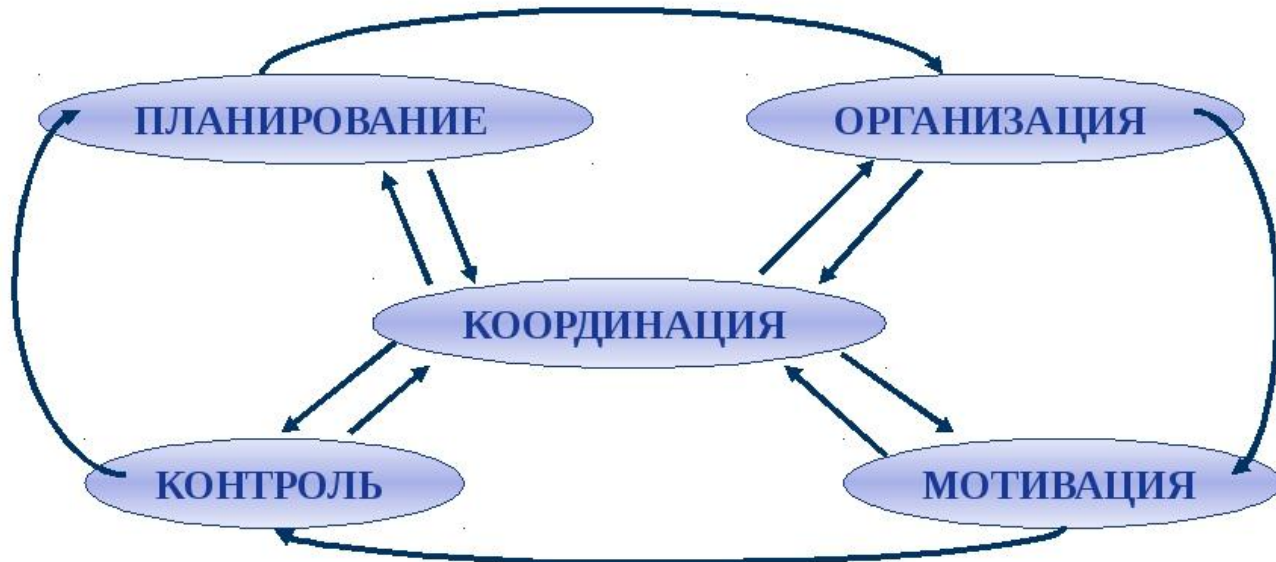 ПЛАНИРОВАНИЕ
ОРГАНИЗАЦИЯ
КООРДИНАЦИЯ
КОНТРОЛЬ
МОТИВАЦИЯ